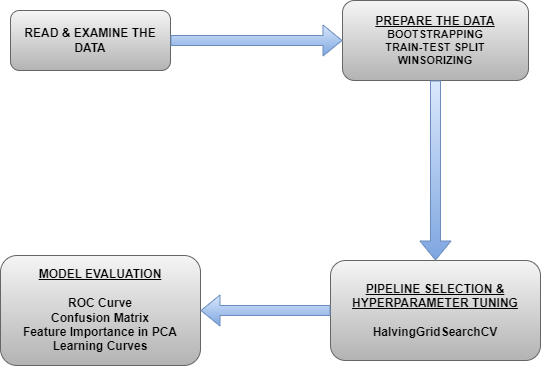 READ & EXAMINE THE
DATA
PREPARE THE DATA
BOOTSTRAPPING
TRAIN-TEST SPLIT
WINSORIZING
PIPELINE SELECTION &
HYPERPARAMETER TUNING
HalvingGridSearchCV
MODEL EVALUATION
ROC Curve
Confusion Matrix
Feature Importance in PCA
Learning Curves